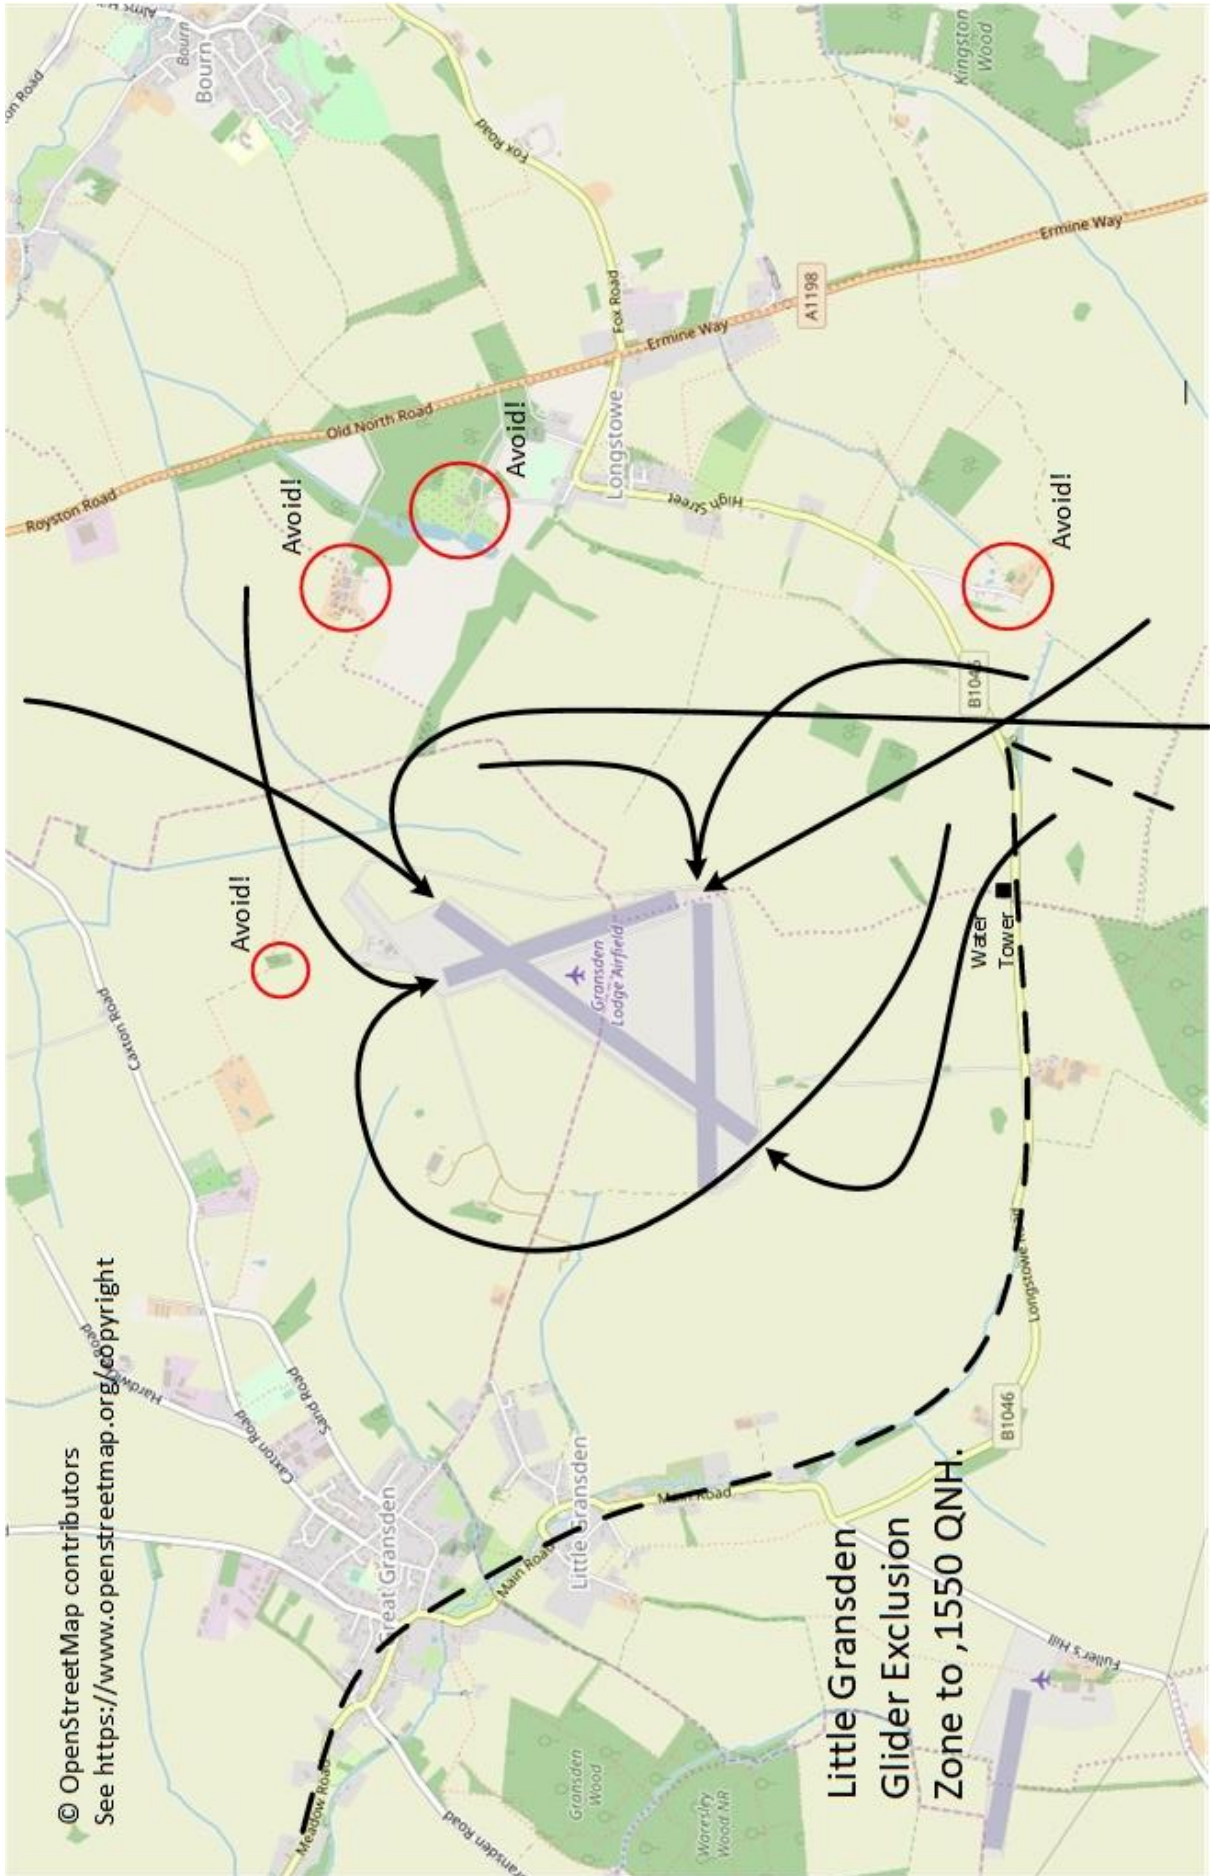 © OpenStreetMap contributors
See https://www.openstreetmap.org/copyright
Meadow Road
Gransden Road
Gransden
Wood
Waresley
Wood NR
Great Gransden
Main Road
Little Gransden
Main Road
Caxton Road
Sand Road
Hardwick Road
Caxton Road
Little Gransden
Glider Exclusion
Zone to ,1550 QNH.
Fuller's Hill
B1046
Longstowe Road
Avoid!
Gransden
Lodge Airfield
Water
Tower
B1046
Avoid!
Avoid!
Avoid!
Royston Road
Old North Road
Longstowe
High Street
Fox Road
Ermine Way
A1198
Ermine Way
Fox Road
Bourn
Bourn
Kingston
Wood
on Road